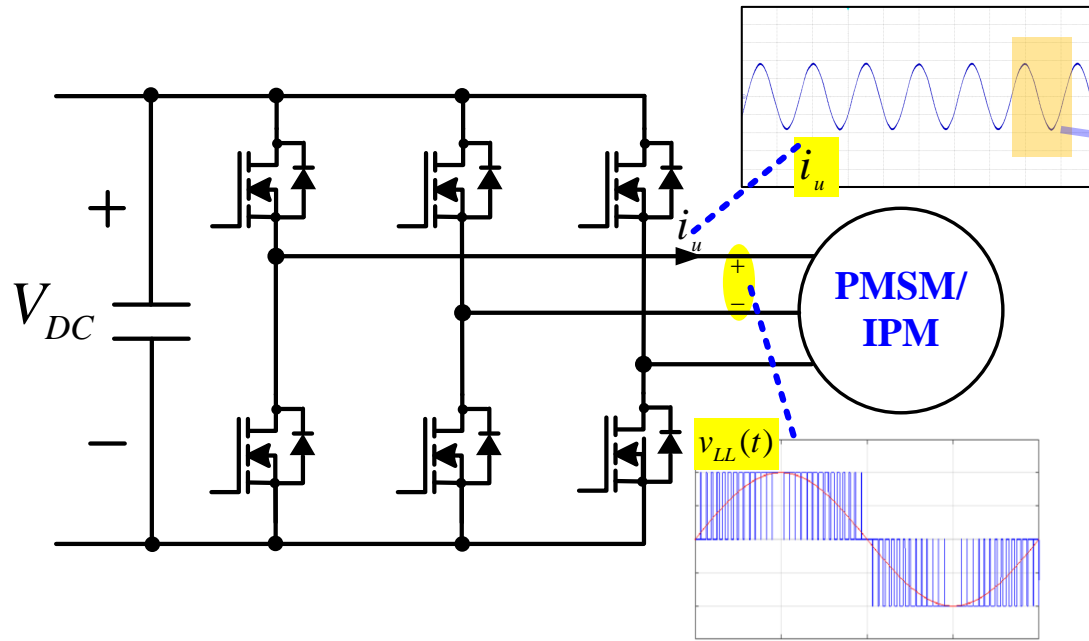 i_u
+
V_DC
−
i_u
+
−
PMSM/
IPM
v_LL(t)